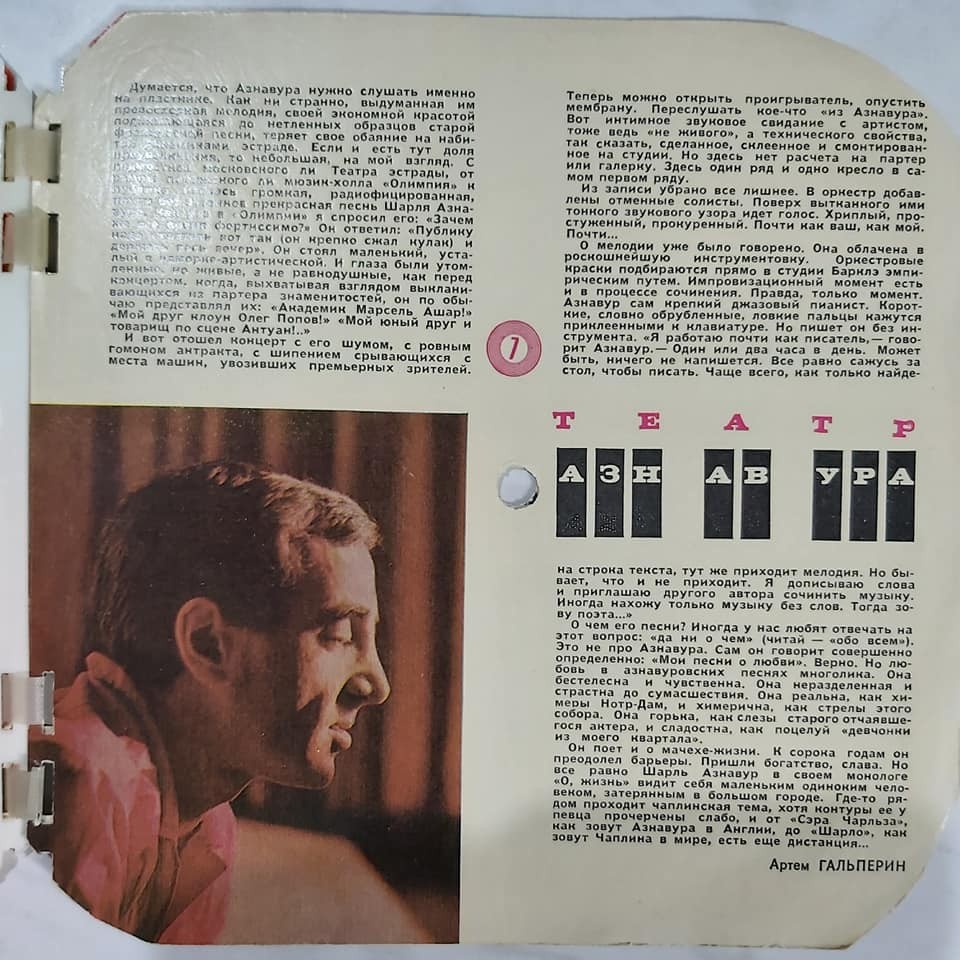 Думается, что Азнавура нужно слушать именно
на пластинке. Как ни странно, выдуманная им
мелодия, своей экономной красотой
до нетленных образцов старой
песни, теряет свое обаяние на
эстраде. Если и есть тут доля
то небольшая, на мой взгляд. С
Московского ли Театра эстрады, от
ли мюзик-холла «Олимпия» к
громкая, радиофицированная,
прекрасная песнь Шарля Азна-
в «Олимпии» я спросил его: «Зачем
фортиссимо?» Он ответил: «Публику
вот так (он крепко сжал кулак) и
вечер». Он стоял маленький, уста-
лый в артистической. И глаза были утом-
ленные, но живые, а не равнодушные, как перед
концертом, когда, выхватывая взглядом выклани-
вающихся из партера знаменитостей, он по обы-
чаю представлял их: «Академик Марсель Ашар!»
«Мой друг клоун Олег Попов!» «Мой юный друг и
товарищ по сцене Антуан!..»
И вот отошел концерт с его шумом, с ровным
гомоном антракта, с шипением срывающихся с
места машин, увозивших премьерных зрителей.
7
Теперь можно открыть проигрыватель, опустить
мембрану. Переслушать кое-что «из Азнавура».
Вот интимное звуковое свидание с артистом,
тоже ведь «не живого», а технического свойства,
так сказать, сделанное, склеенное и смонтирован-
ное на студии. Но здесь нет расчета на партер
или галерку. Здесь один ряд и одно кресло в са-
мом первом ряду.
Из записи убрано все лишнее. В оркестр добав-
лены отменные солисты. Поверх вытканного ими
тонкого звукового узора идет голос. Хриплый, про-
стуженный, прокуренный. Почти как ваш, как мой.
Почти...
О мелодии уже было говорено. Она облачена в
роскошнейшую инструментовку. Оркестровые
краски подбираются прямо в студии Барклэ эмпи-
рическим путем. Импровизационный момент есть
и в процессе сочинения. Правда, только момент.
Азнавур сам крепкий джазовый пианист. Корот-
кие, словно обрубленные, ловкие пальцы кажутся
приклеенными к клавиатуре. Но пишет он без ин-
струмента. «Я работаю почти как писатель,— гово-
рит Азнавур.— Один или два часа в день. Может
быть, ничего не напишется. Все равно сажусь за
стол, чтобы писать. Чаще всего, как только найде-
ТЕАТР
АЗНАВУРА
на строка текста, тут же приходит мелодия. Но бы-
вает, что и не приходит. Я дописываю слова
и приглашаю другого автора сочинить музыку.
Иногда нахожу только музыку без слов. Тогда зо-
ву поэта...»
О чем его песни? Иногда у нас любят отвечать на
этот вопрос: «да ни о чем» (читай — «обо всем»).
Это не про Азнавура. Сам он говорит совершенно
определенно: «Мои песни о любви». Верно. Но лю-
бовь в азнавуровских песнях многолика. Она
бестелесна и чувственна. Она неразделенная и
страстна до сумасшествия. Она реальна, как хи-
меры Нотр-Дам, и химерична, как стрелы этого
собора. Она горька, как слезы старого отчаявше-
гося актера, и сладостна, как поцелуй «девчонки
из моего квартала».
Он поет и о мачехе-жизни. К сорока годам он
преодолел барьеры. Пришли богатство, слава. Но
все равно Шарль Азнавур в своем монологе
«О, жизнь» видит себя маленьким одиноким чело-
веком, затерянным в большом городе. Где-то ря-
дом проходит чаплинская тема, хотя контуры ее у
певца прочерчены слабо, и от «Сэра Чарльза»,
как зовут Азнавура в Англии, до «Шарло», как
зовут Чаплина в мире, есть еще дистанция...
Артем ГАЛЬПЕРИН